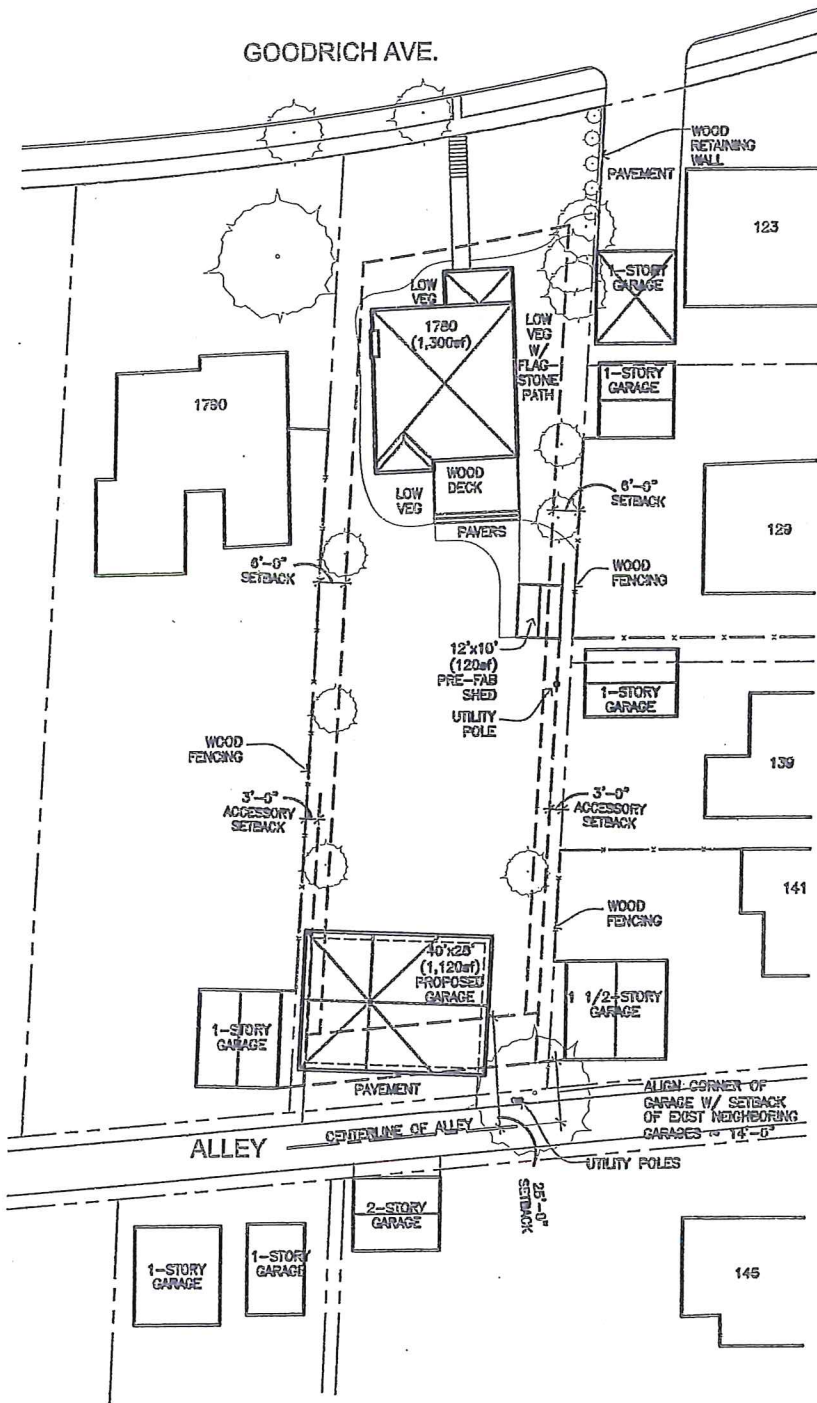 GOODRICH AVE.
WOOD
RETAINING
WALL
PAVEMENT
123
1-STORY
GARAGE
LOW
VEG
1780
(1,300sf)
LOW
VEG
W/
FLAG-
STONE
PATH
1-STORY
GARAGE
1790
WOOD
DECK
LOW
VEG
PAVERS
6'-0"
SETBACK
129
6'-0"
SETBACK
WOOD
FENCING
12'x10'
(120sf)
PRE-FAB
SHED
UTILITY
POLE
1-STORY
GARAGE
139
WOOD
FENCING
3'-0"
ACCESSORY
SETBACK
3'-0"
ACCESSORY
SETBACK
141
WOOD
FENCING
40'x28'
(1,120sf)
PROPOSED
GARAGE
1-STORY
GARAGE
1 1/2-STORY
GARAGE
PAVEMENT
ALIGN CORNER OF
GARAGE W/ SETBACK
OF EXIST NEIGHBORING
GARAGES ~ 14'-6"
ALLEY
CENTERLINE OF ALLEY
UTILITY POLES
25'-0"
SETBACK
2-STORY
GARAGE
1-STORY
GARAGE
1-STORY
GARAGE
145